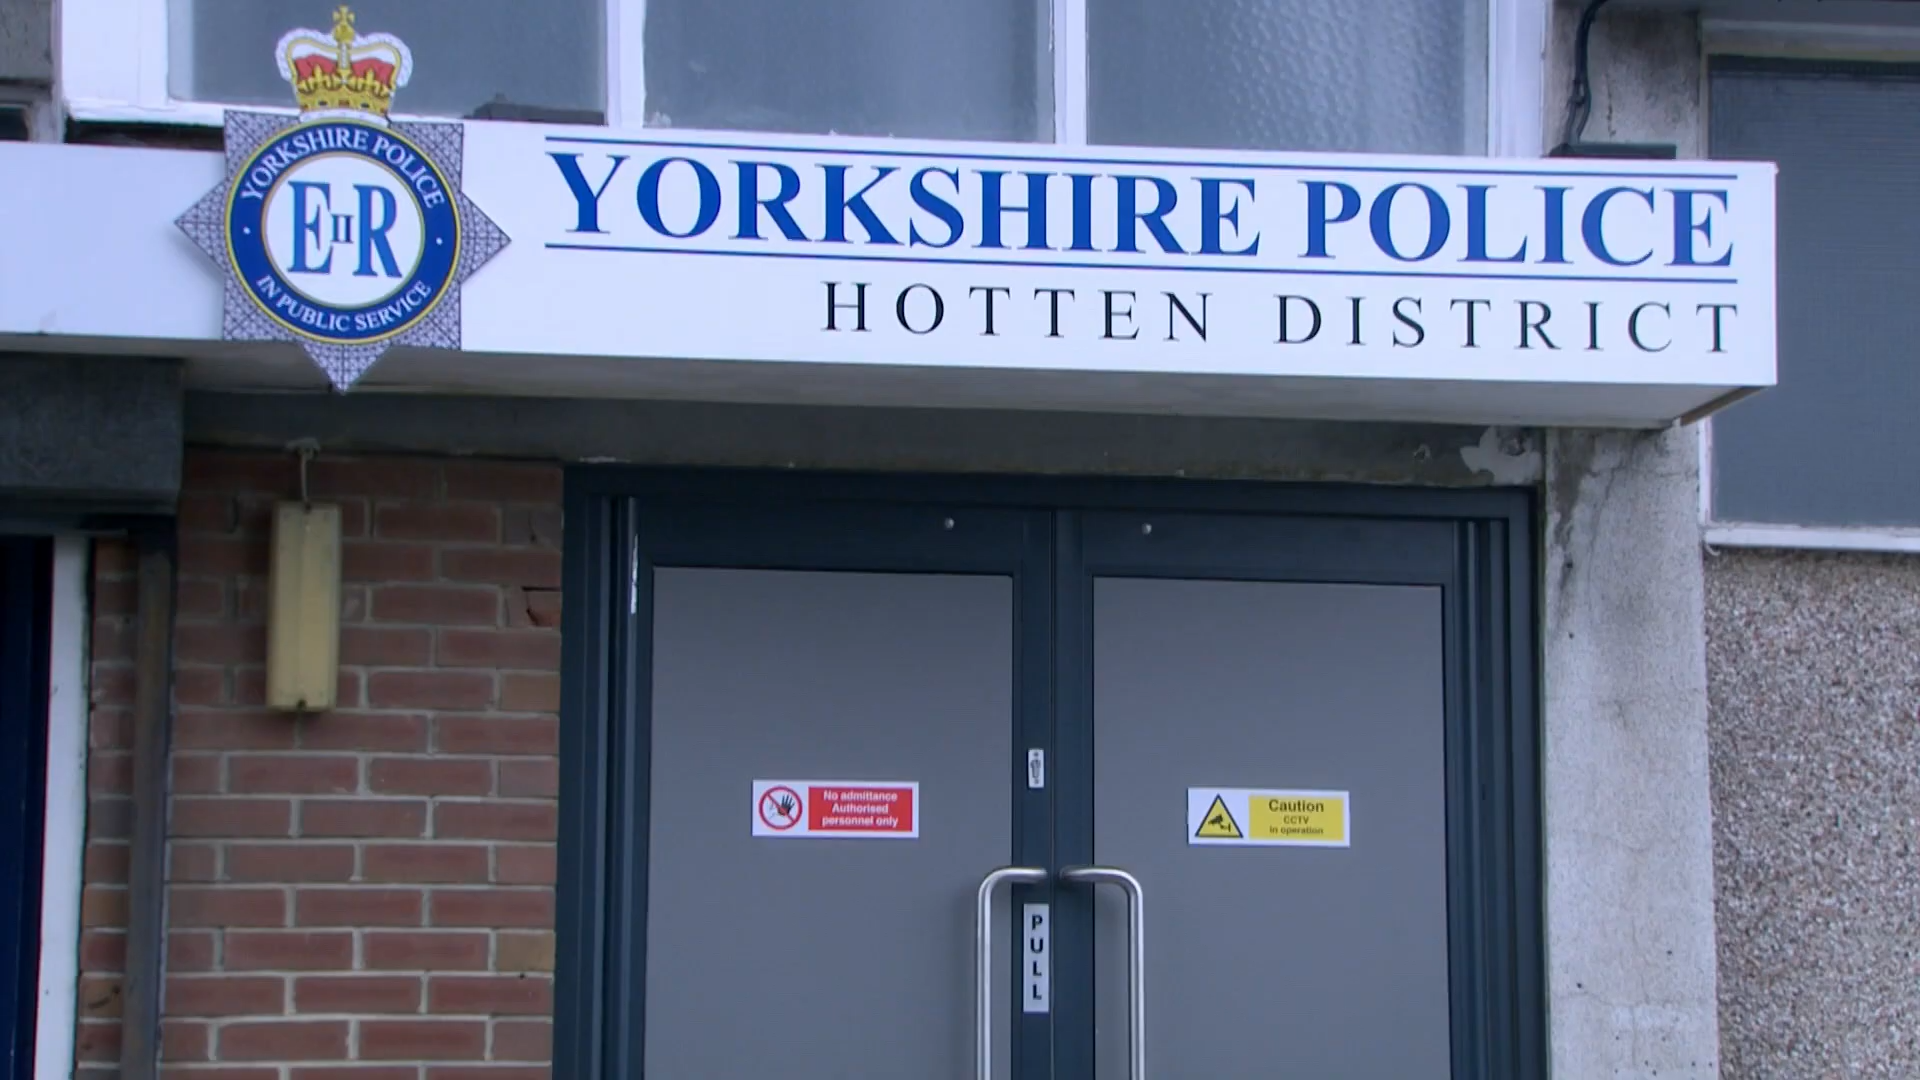 YORKSHIRE POLICE
E II R
IN PUBLIC SERVICE
YORKSHIRE POLICE
HOTTEN DISTRICT
No admittance
Authorised
personnel only
Caution
CCTV
in operation
PULL